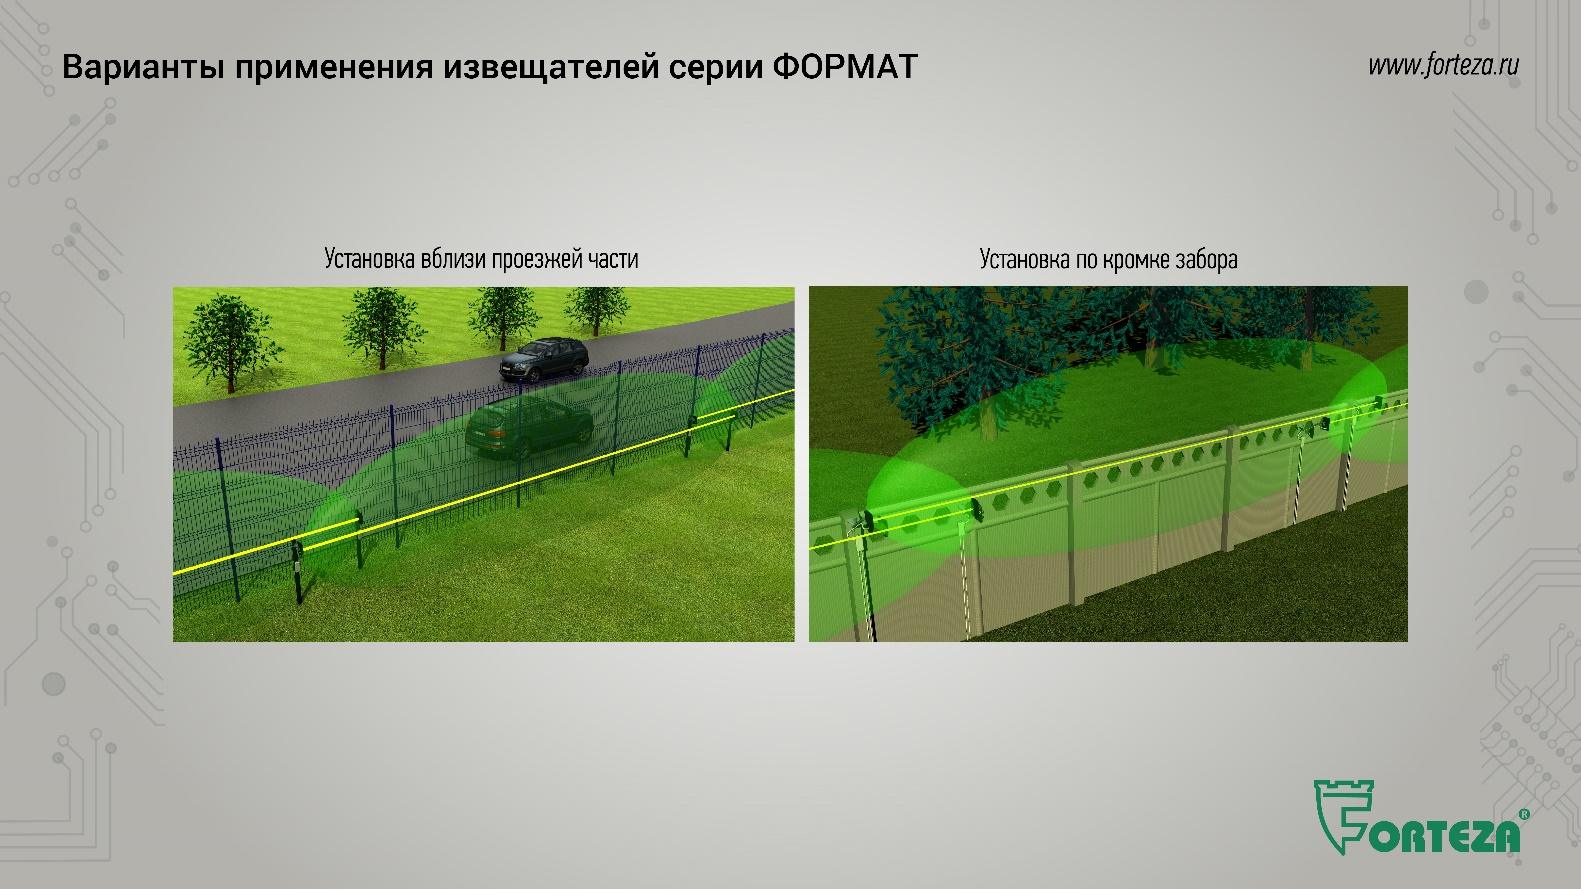 Варианты применения извещателей серии ФОРМАТ
www.forteza.ru
Установка вблизи проезжей части
Установка по кромке забора
FORTEZA®